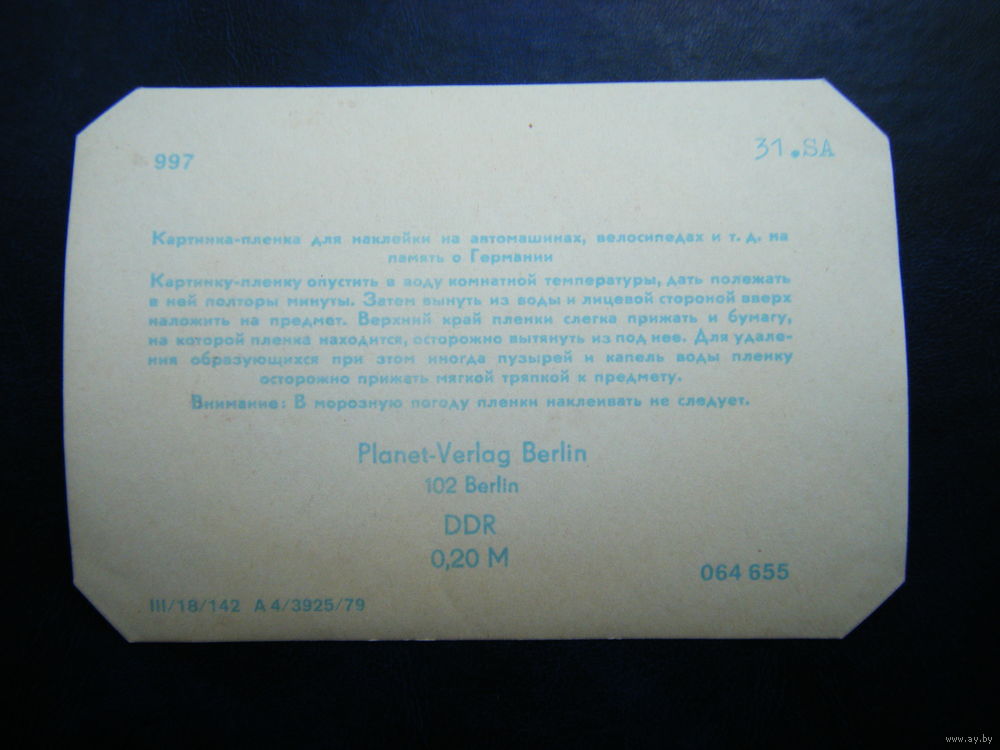 997
31.SA
Картинка-пленка для наклейки на автомашинах, велосипедах и т. д. на
память о Германии
Картинку-пленку опустить в воду комнатной температуры, дать полежать
в ней полторы минуты. Затем вынуть из воды и лицевой стороной вверх
наложить на предмет. Верхний край пленки слегка прижать и бумагу,
на которой пленка находится, осторожно вытянуть из под нее. Для удале-
ния образующихся при этом иногда пузырей и капель воды пленку
осторожно прижать мягкой тряпкой к предмету.
Внимание: В морозную погоду пленки наклеивать не следует.
Planet-Verlag Berlin
102 Berlin
DDR
0,20 M
064 655
III/18/142 A 4/3925/79
www.ay.by